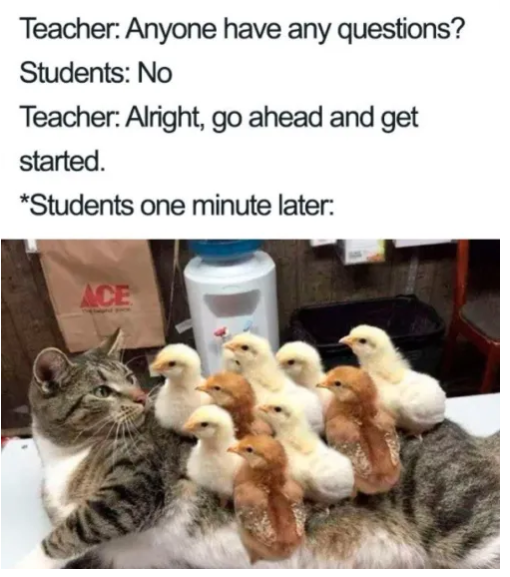 Teacher: Anyone have any questions?
Students: No
Teacher: Alright, go ahead and get
started.
*Students one minute later:
ACE